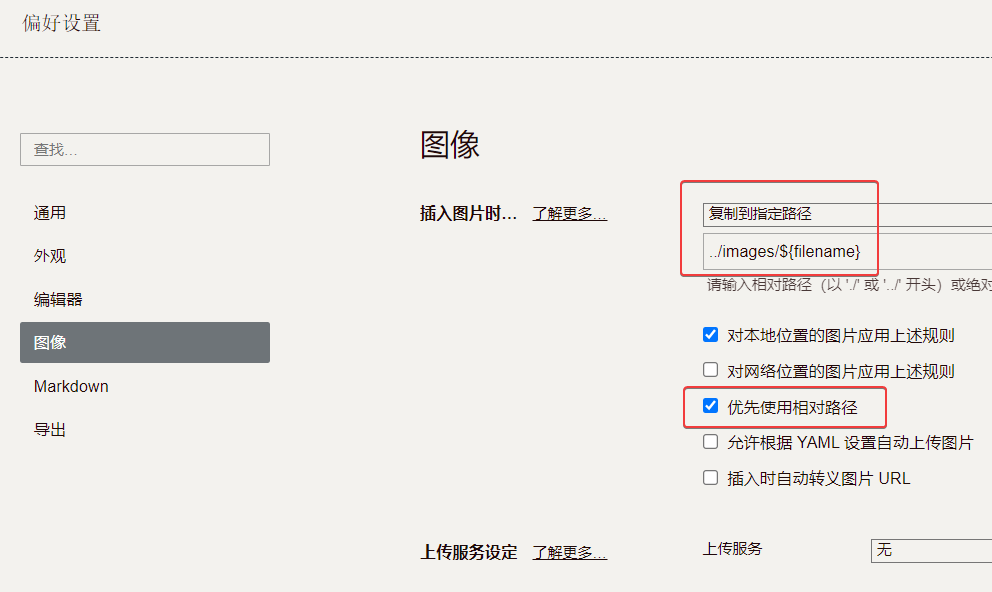 偏好设置
查找...
通用
外观
编辑器
图像
Markdown
导出
图像
插入图片时... 了解更多...
复制到指定路径
../images/${filename}
请输入相对路径（以 './' 或 '../' 开头）或绝对
对本地位置的图片应用上述规则
对网络位置的图片应用上述规则
优先使用相对路径
允许根据 YAML 设置自动上传图片
插入时自动转义图片 URL
上传服务设定 了解更多...
上传服务 无